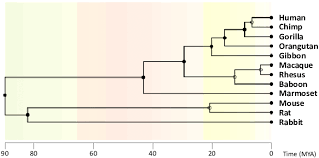 Human
Chimp
Gorilla
Orangutan
Gibbon
Macaque
Rhesus
Baboon
Marmoset
Mouse
Rat
Rabbit
90 80 60 40 20 0 Time (MYA)